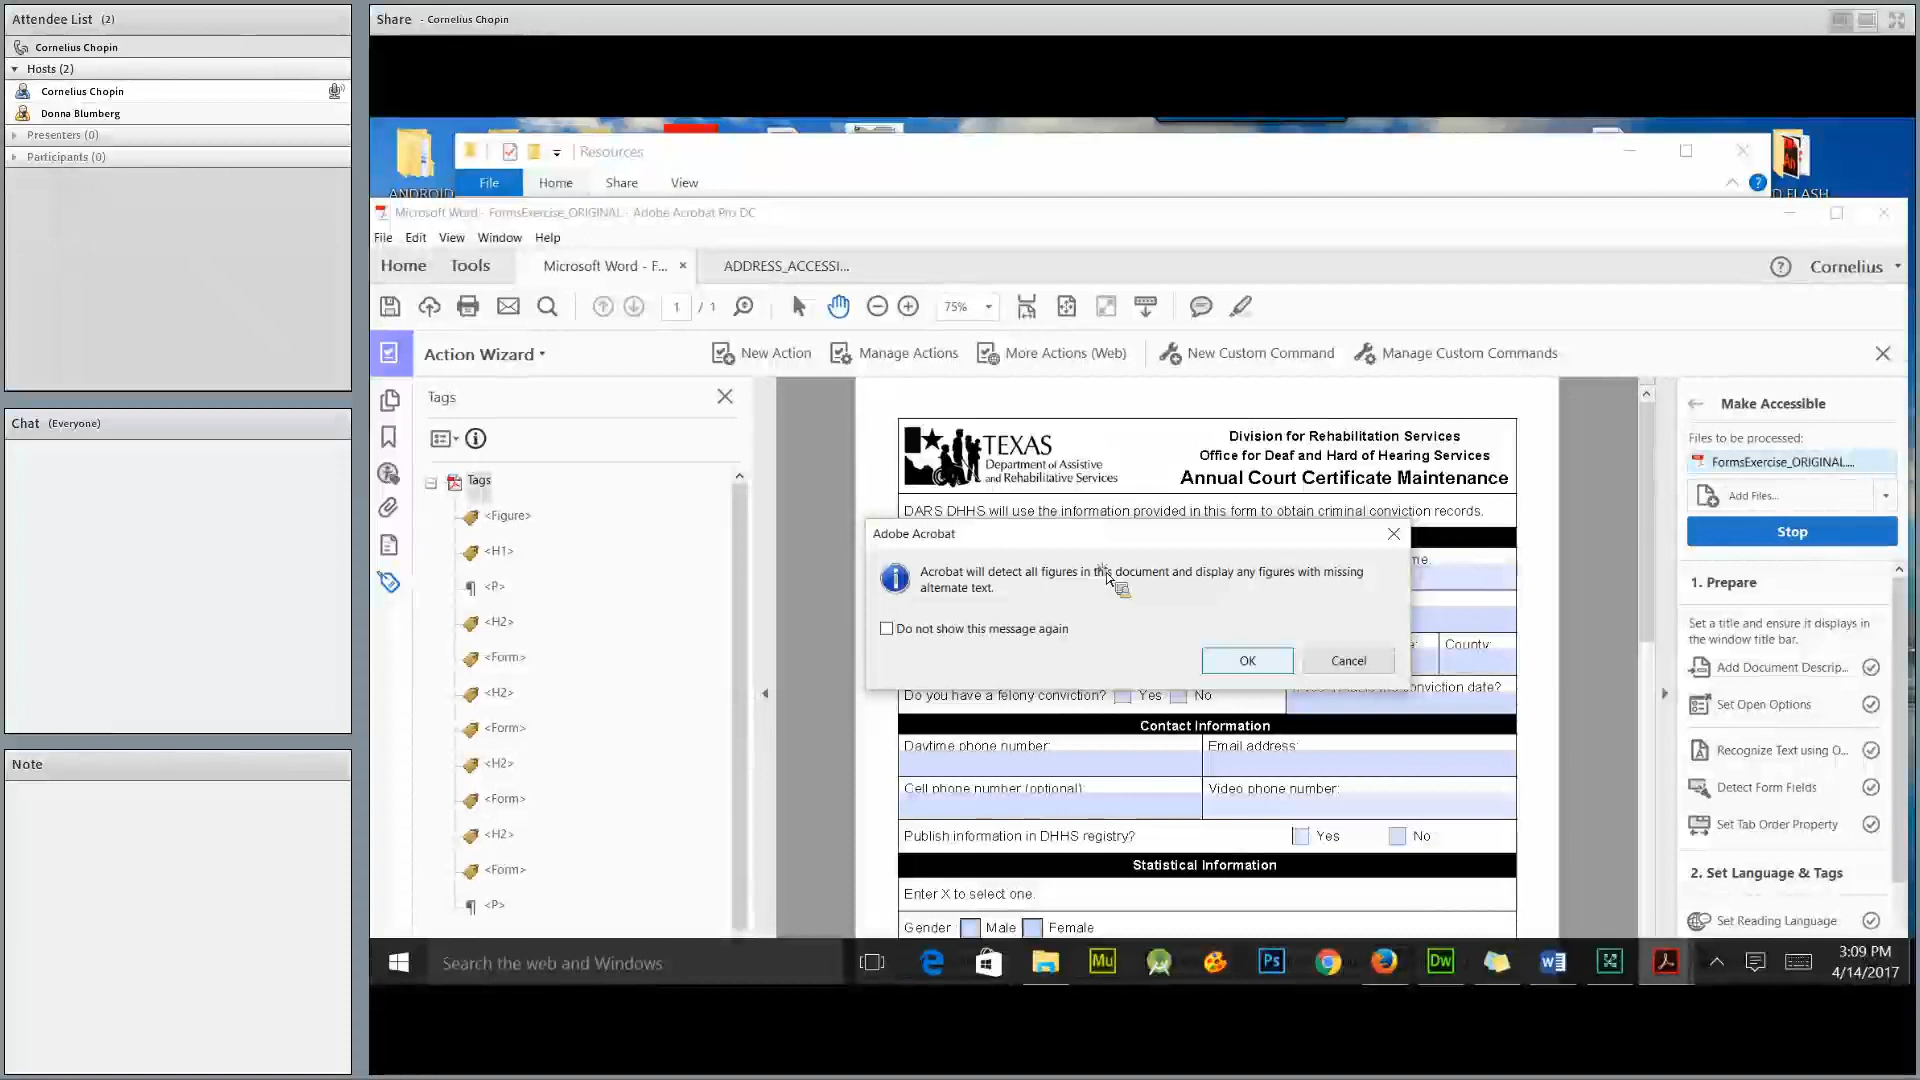 Attendee List (2)
Cornelius Chopin
Hosts (2)
Cornelius Chopin
Donna Blumberg
Presenters (0)
Participants (0)
Chat (Everyone)
Note
Share - Cornelius Chopin
ANDROID
Resources
File Home Share View
D FLASH
Microsoft Word - FormsExercise_ORIGINAL - Adobe Acrobat Pro DC
File Edit View Window Help
Home Tools Microsoft Word - F... ADDRESS_ACCESSI... Cornelius
1 / 1 75%
Action Wizard New Action Manage Actions More Actions (Web) New Custom Command Manage Custom Commands
Tags
Tags
<Figure>
<H1>
<P>
<H2>
<Form>
<H2>
<Form>
<H2>
<Form>
<H2>
<Form>
<P>
TEXAS
Department of Assistive
and Rehabilitative Services
Division for Rehabilitation Services
Office for Deaf and Hard of Hearing Services
Annual Court Certificate Maintenance
DARS DHHS will use the information provided in this form to obtain criminal conviction records.
Adobe Acrobat
Acrobat will detect all figures in this document and display any figures with missing
alternate text.
Do not show this message again
OK Cancel
County:
Do you have a felony conviction? Yes No conviction date?
Contact Information
Daytime phone number: Email address:
Cell phone number (optional): Video phone number:
Publish information in DHHS registry? Yes No
Statistical Information
Enter X to select one.
Gender Male Female
Make Accessible
Files to be processed:
FormsExercise_ORIGINAL....
Add Files...
Stop
1. Prepare
Set a title and ensure it displays in
the window title bar.
Add Document Descrip...
Set Open Options
Recognize Text using O...
Detect Form Fields
Set Tab Order Property
2. Set Language & Tags
Set Reading Language
Search the web and Windows
Mu Ps Dw
3:09 PM
4/14/2017